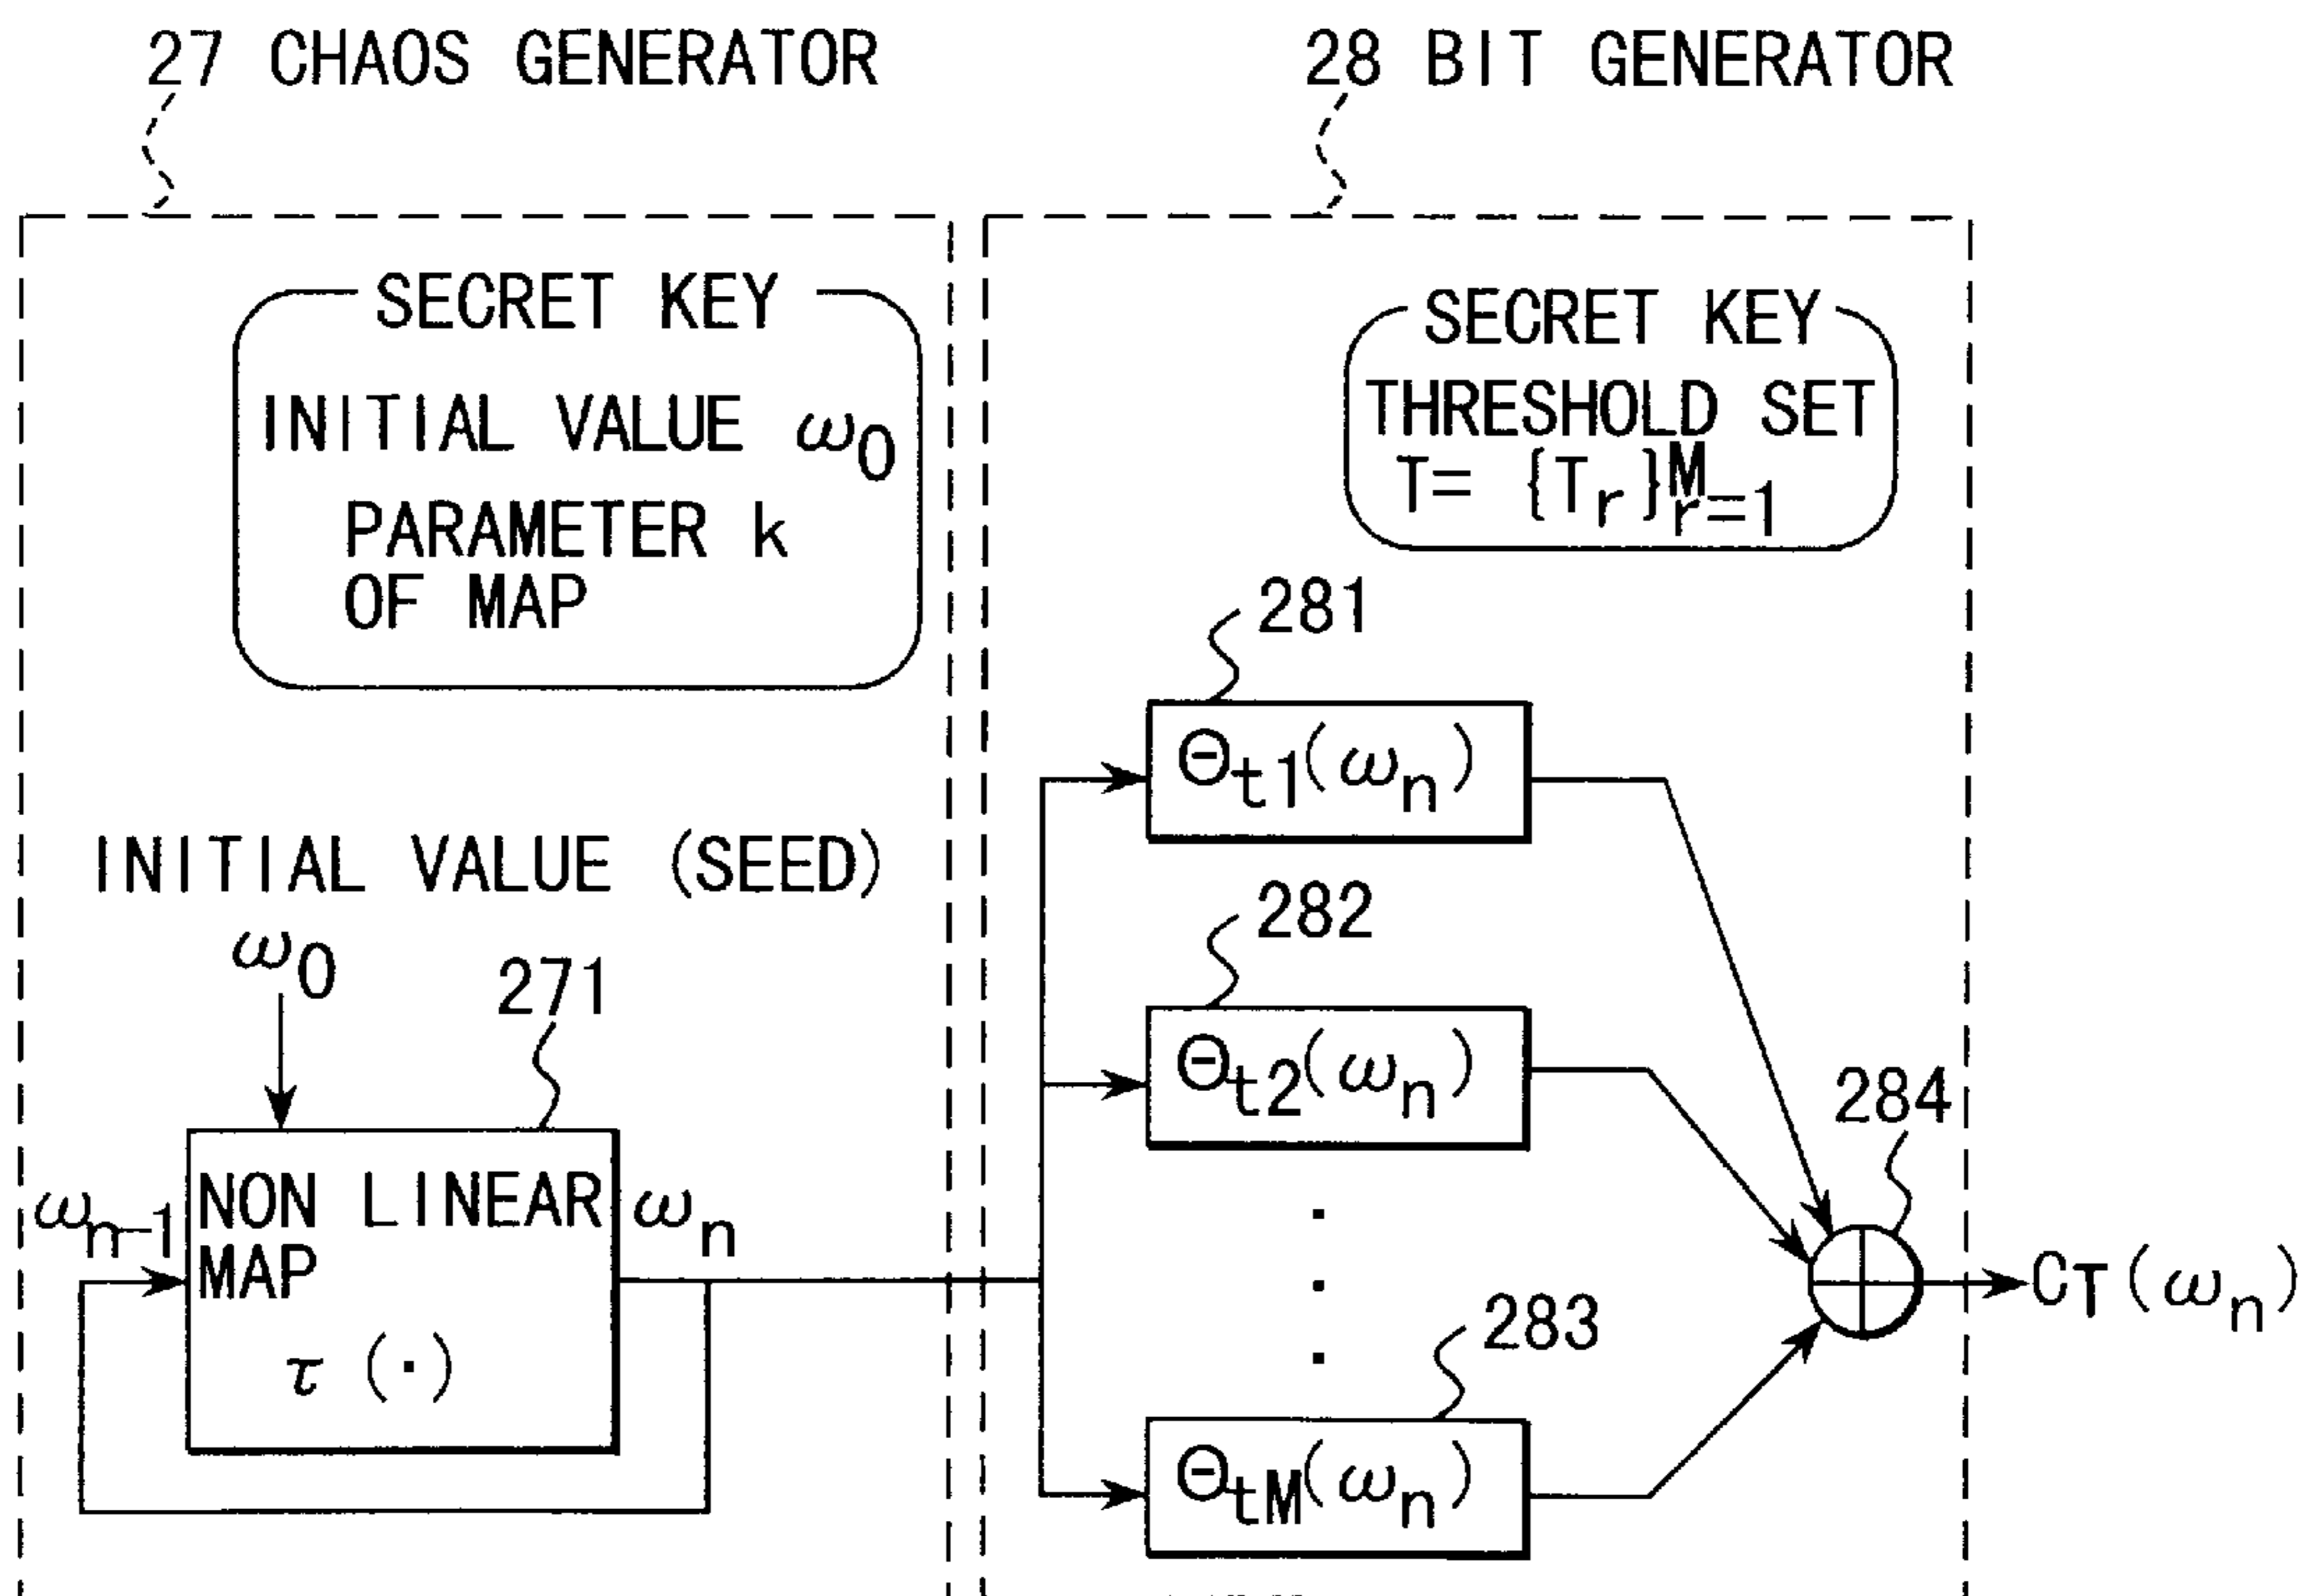 27 CHAOS GENERATOR
28 BIT GENERATOR
SECRET KEY
INITIAL VALUE ω0
PARAMETER k
OF MAP
SECRET KEY
THRESHOLD SET
T= {Tr}Mr=1
INITIAL VALUE (SEED)
ω0
271
ωn-1
NON LINEAR
MAP
τ (·)
ωn
281
Θt1(ωn)
282
Θt2(ωn)
283
ΘtM(ωn)
284
CT(ωn)